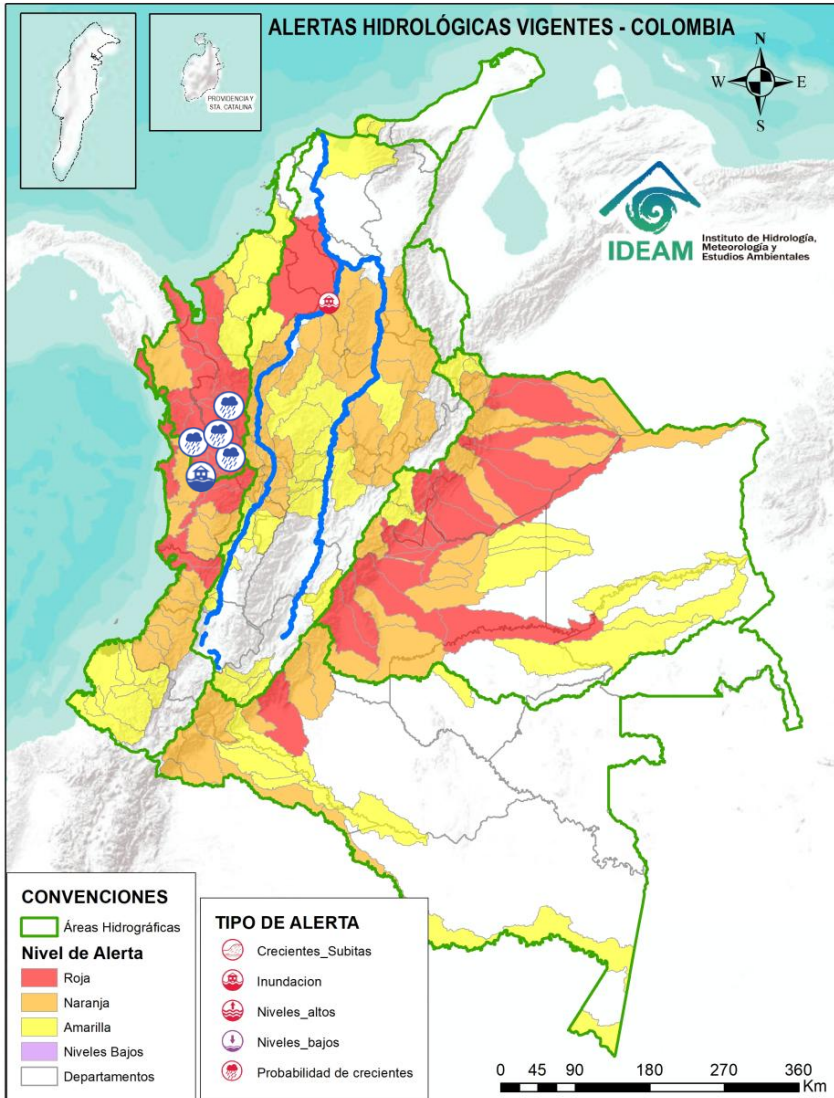 ALERTAS HIDROLÓGICAS VIGENTES - COLOMBIA
PROVIDENCIA Y
STA. CATALINA
N
W
E
S
IDEAM
Instituto de Hidrología,
Meteorología y
Estudios Ambientales
CONVENCIONES
Áreas Hidrográficas
Nivel de Alerta
Roja
Naranja
Amarilla
Niveles Bajos
Departamentos
TIPO DE ALERTA
Crecientes_Subitas
Inundacion
Niveles_altos
Niveles_bajos
Probabilidad de crecientes
0 45 90 180 270 360
Km